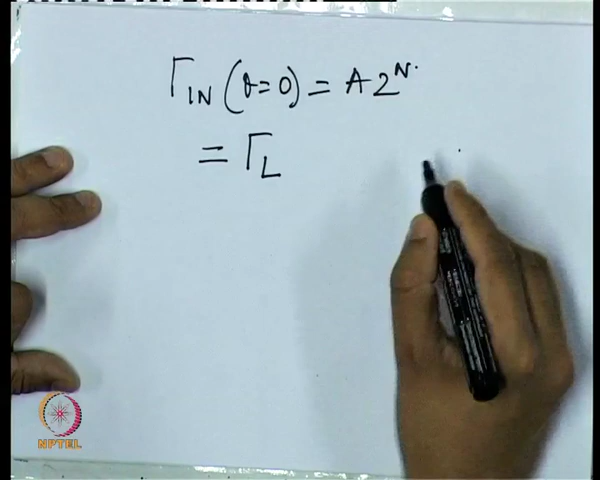 Γ_IN (θ=0) = A 2^N.
= Γ_L
NPTEL